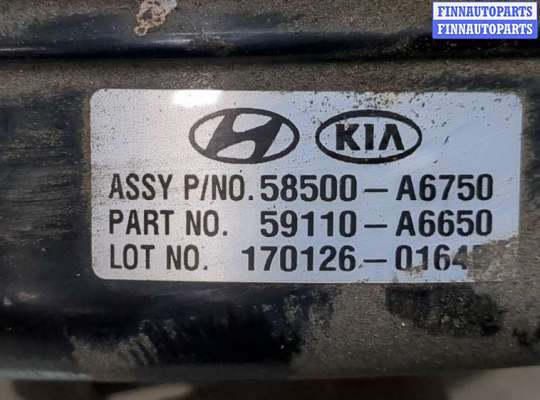 FINNAUTOPARTS
FINNAUTOPARTS
H KIA
ASSY P/NO. 58500-A6750
PART NO. 59110-A6650
LOT NO. 170126-0164